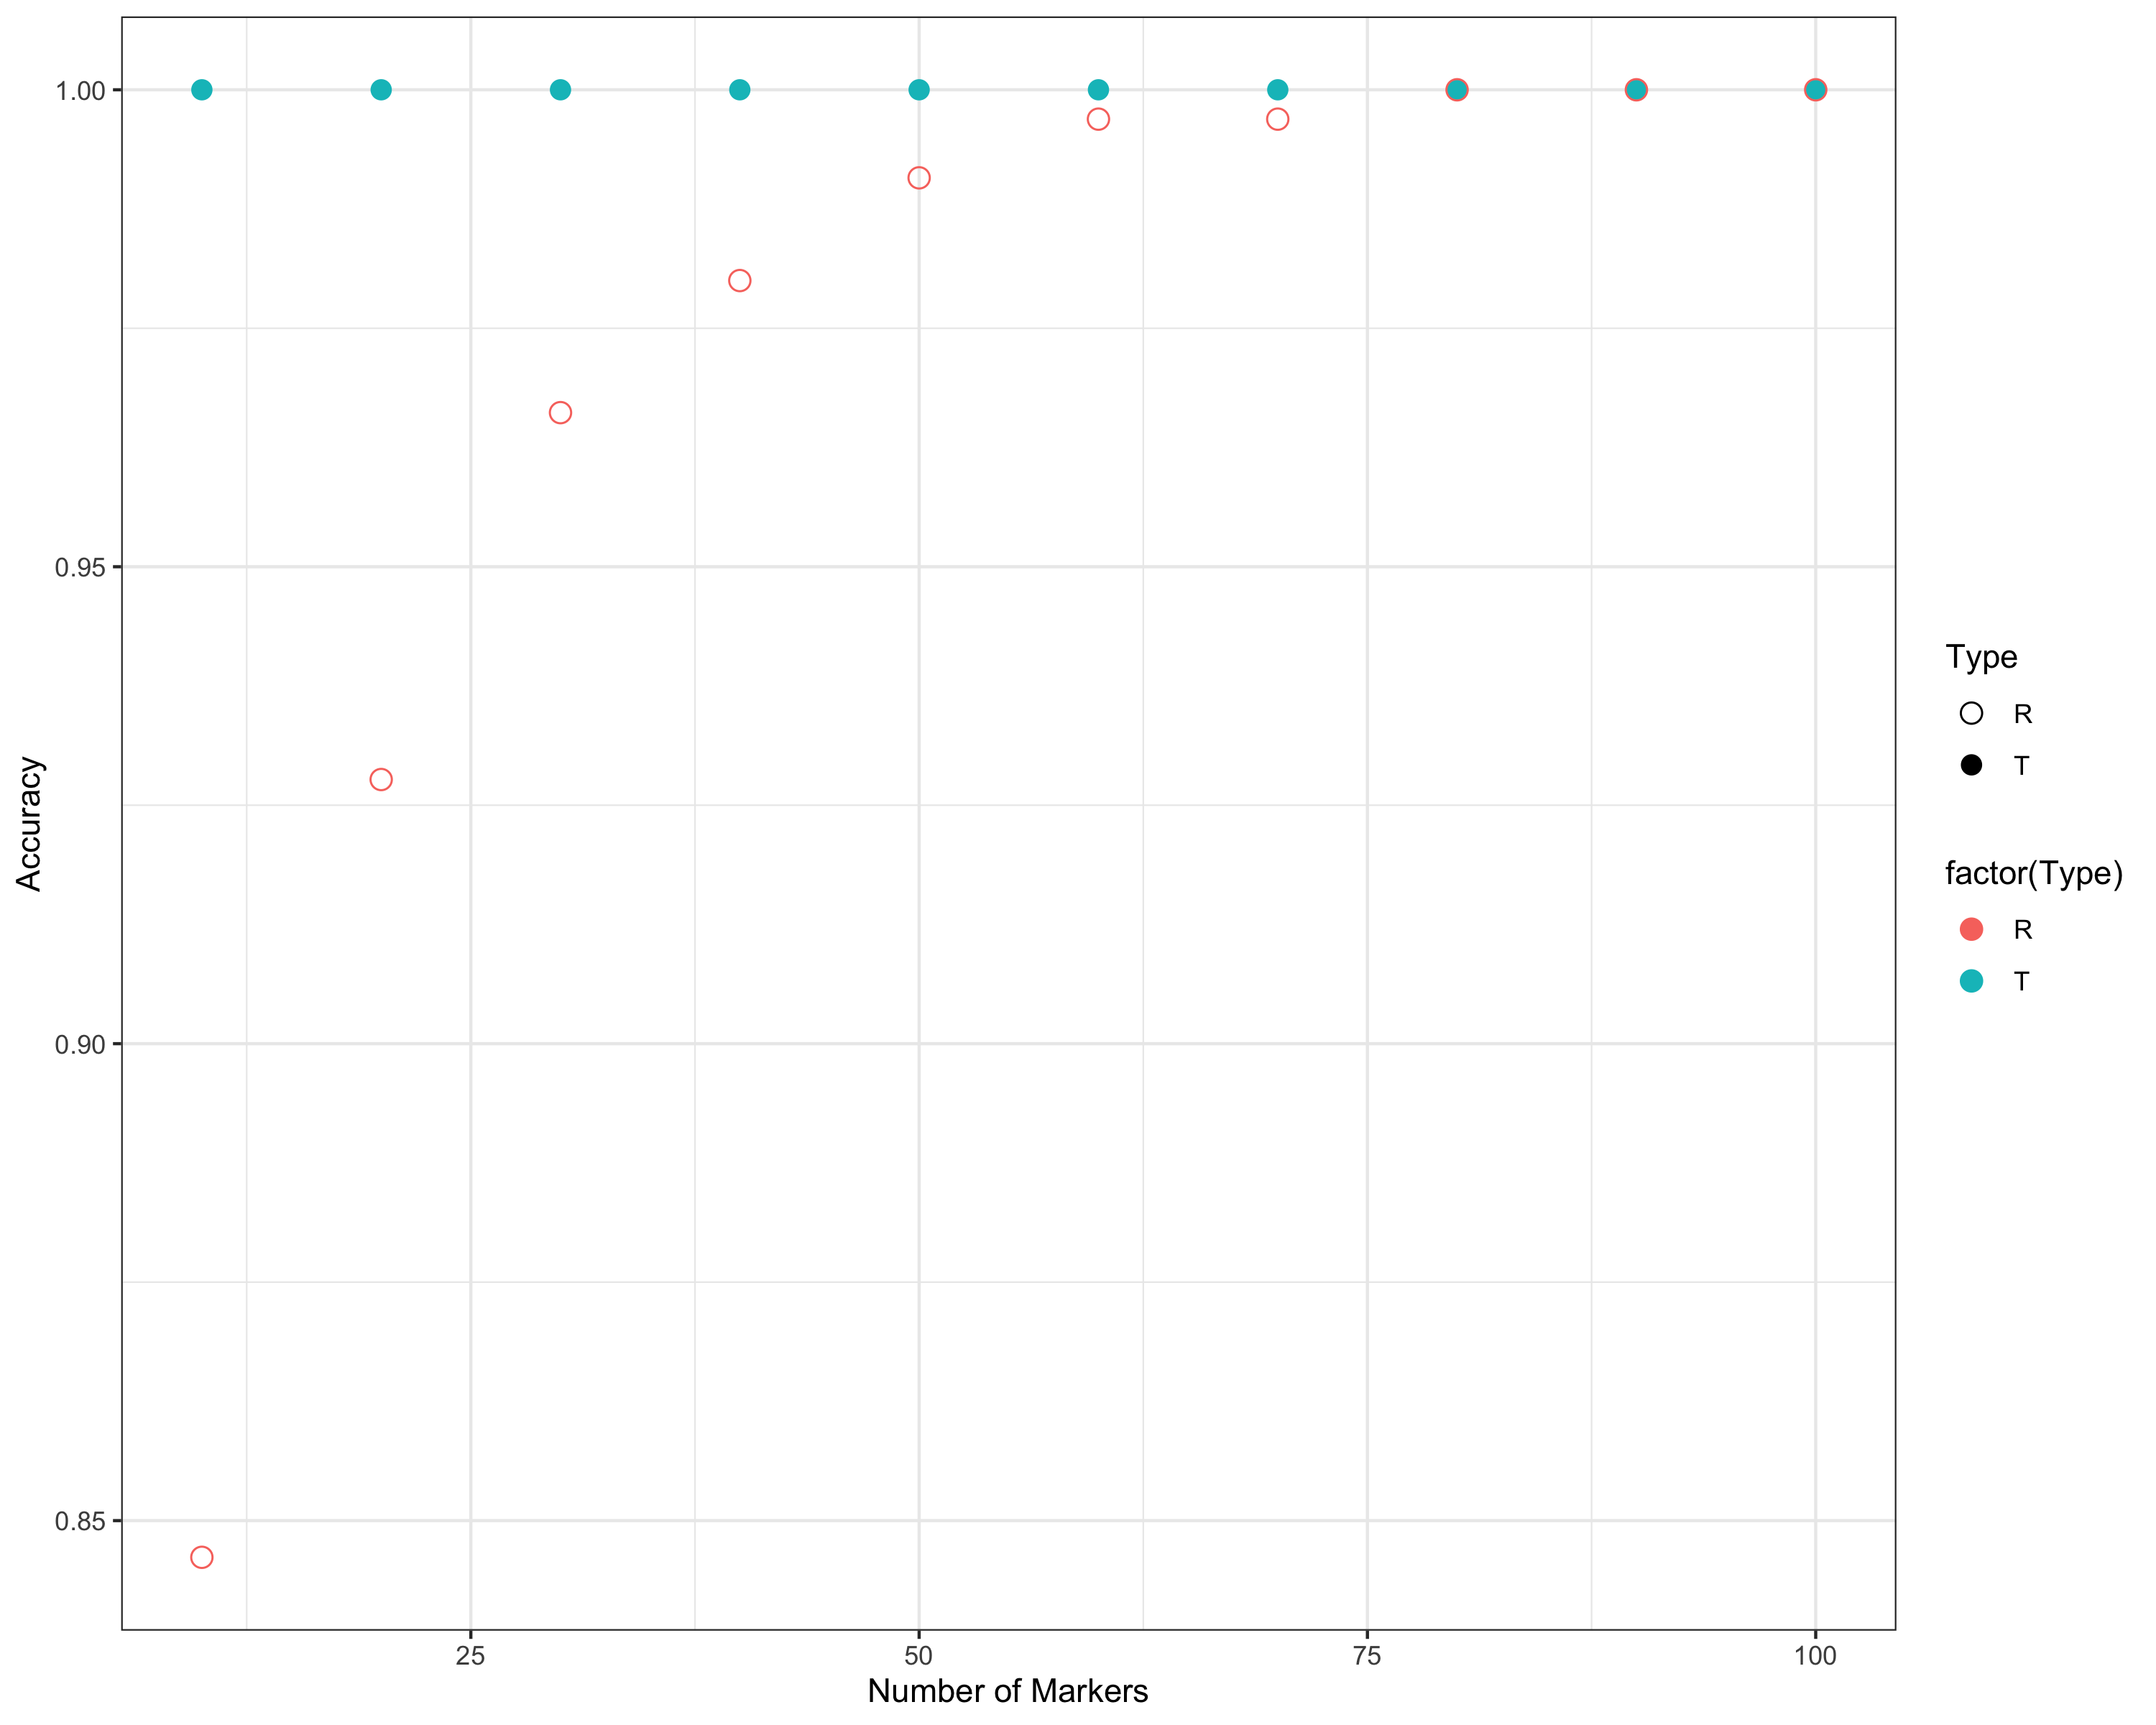 1.00
0.95
0.90
0.85
Accuracy
25
50
75
100
Number of Markers
Type
R
T
factor(Type)
R
T